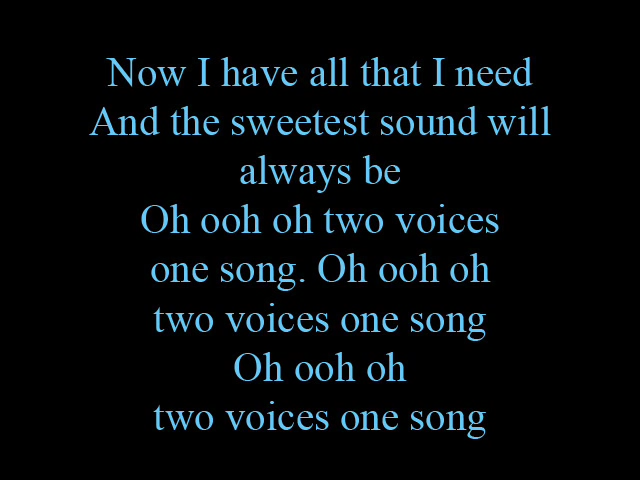 Now I have all that I need
And the sweetest sound will
always be
Oh ooh oh two voices
one song. Oh ooh oh
two voices one song
Oh ooh oh
two voices one song